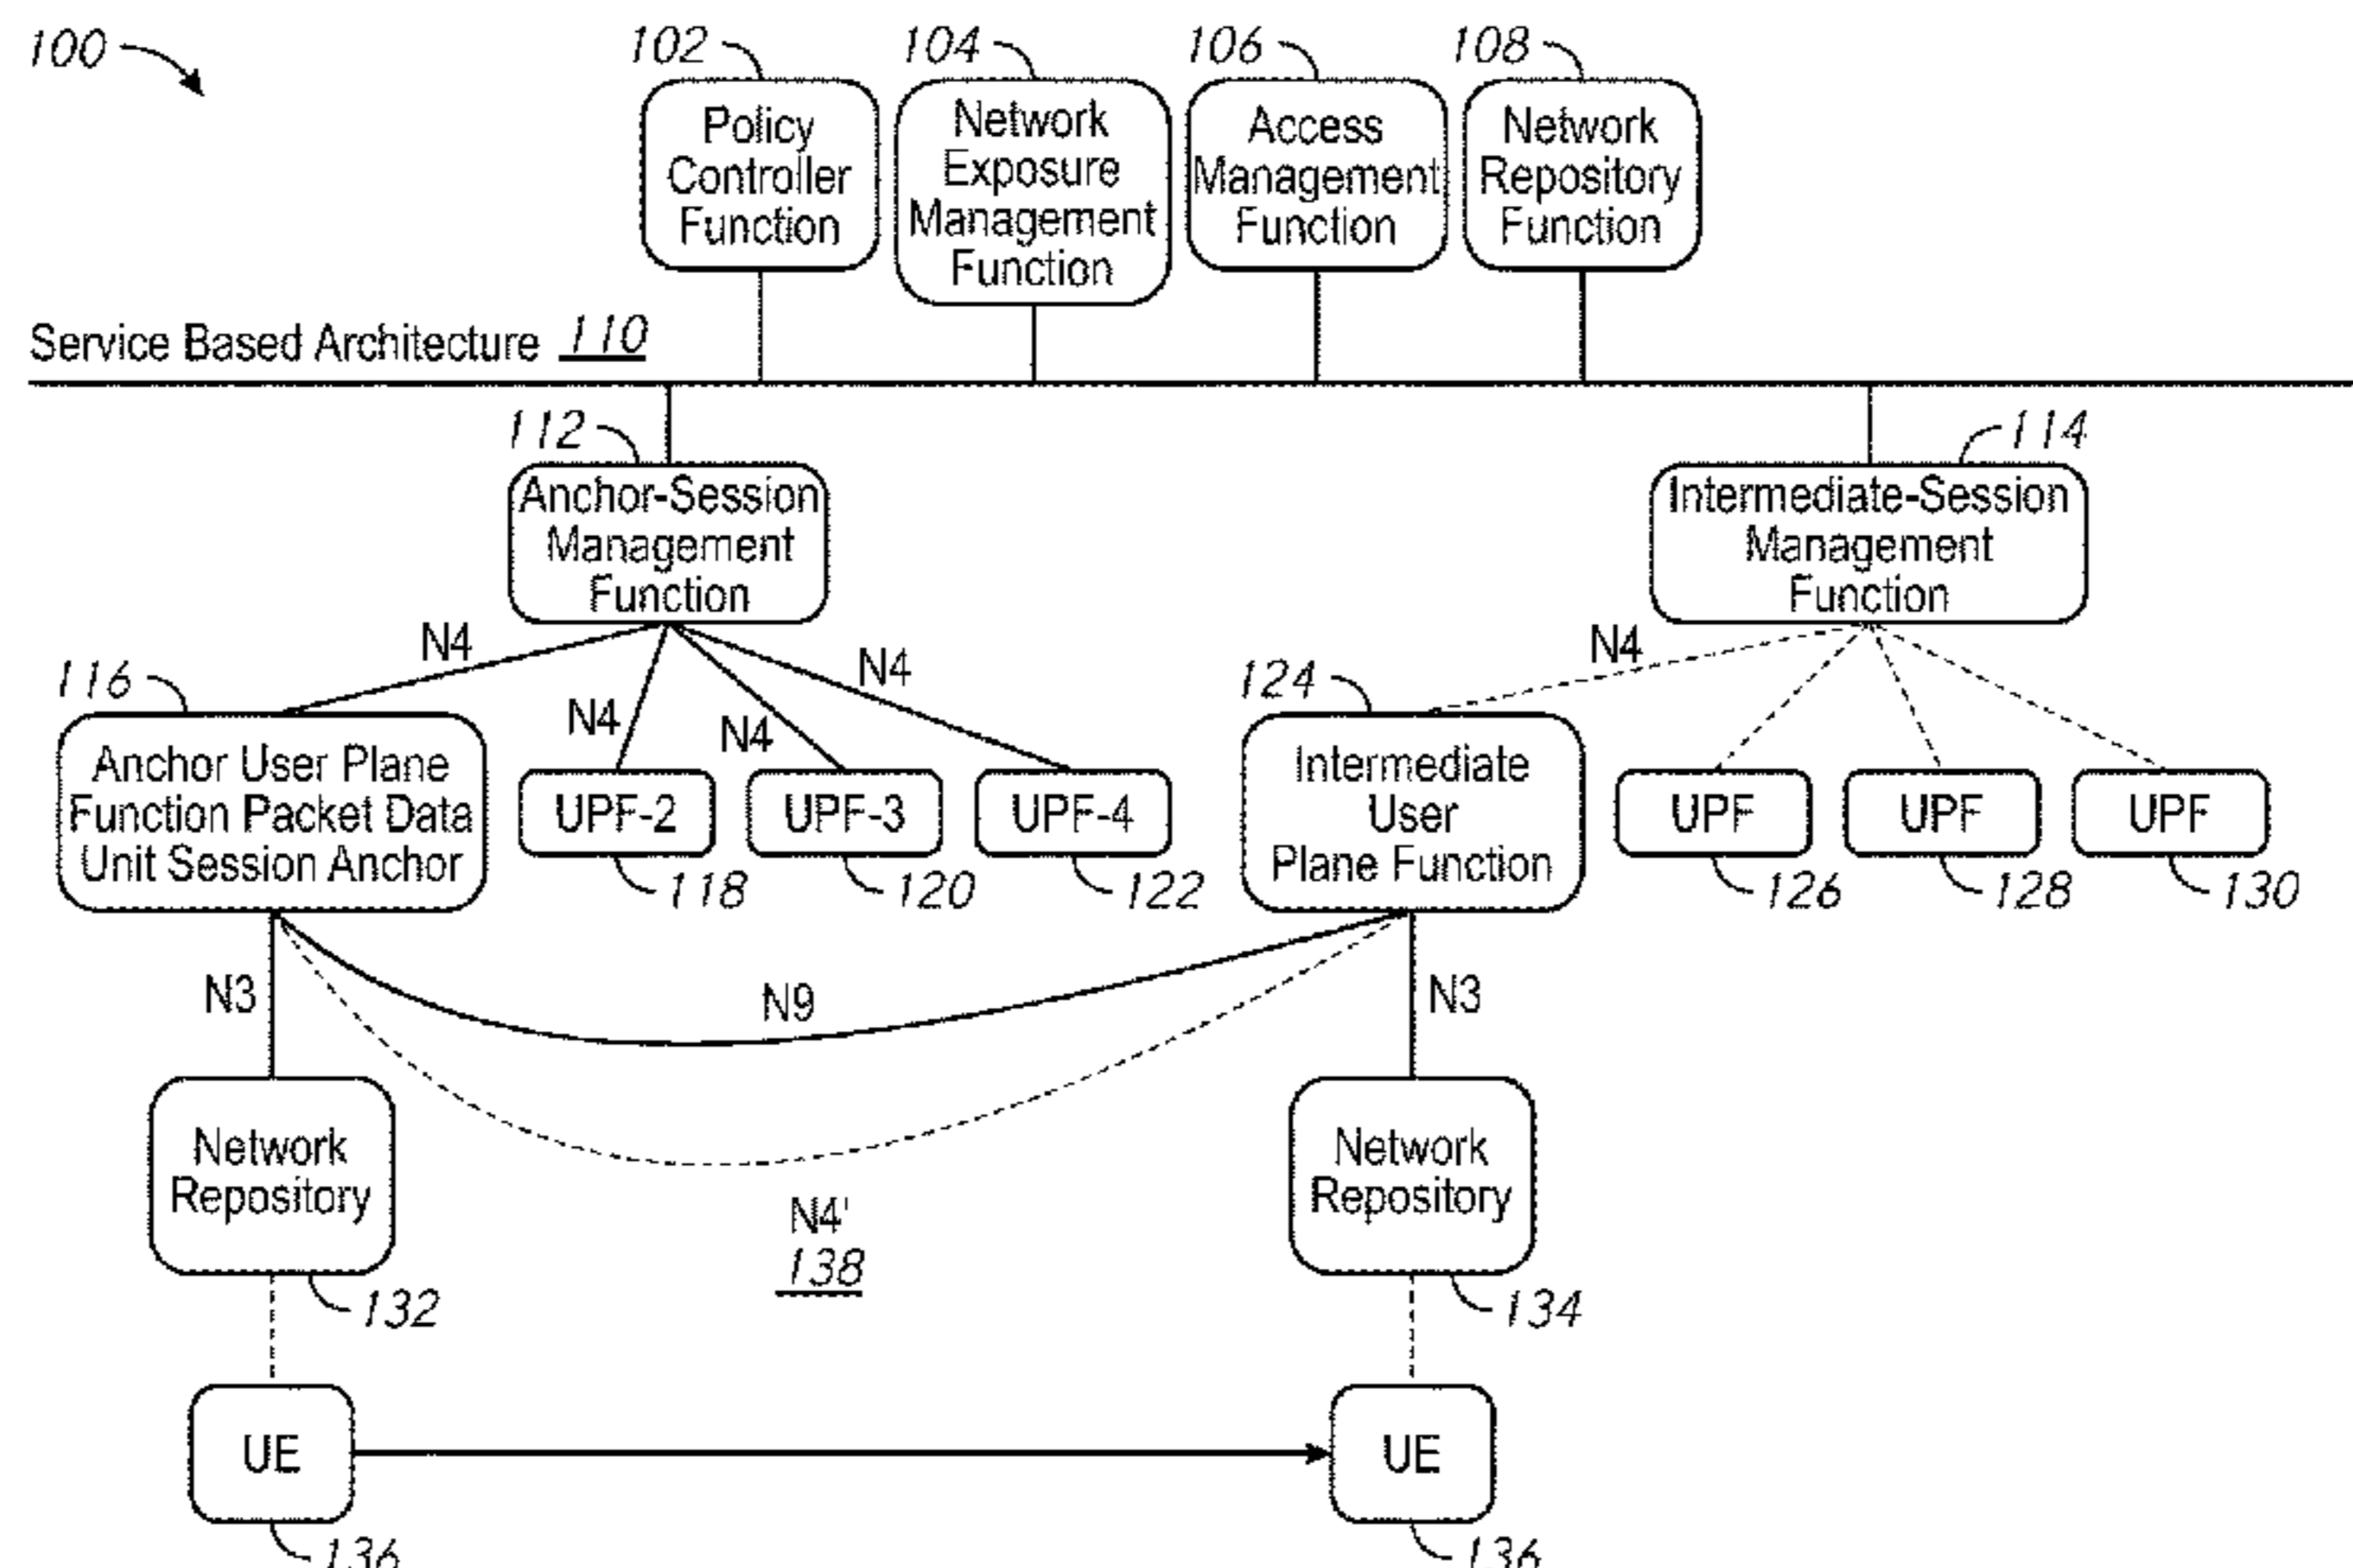 100
102
104
106
108
Policy
Controller
Function
Network
Exposure
Management
Function
Access
Management
Function
Network
Repository
Function
Service Based Architecture 110
112
114
Anchor-Session
Management
Function
Intermediate-Session
Management
Function
N4
N4
N4
N4
N4
116
124
Anchor User Plane
Function Packet Data
Unit Session Anchor
UPF-2
UPF-3
UPF-4
Intermediate
User
Plane Function
UPF
UPF
UPF
118
120
122
126
128
130
N3
N9
N3
Network
Repository
N4'
138
Network
Repository
132
134
UE
UE
136
136